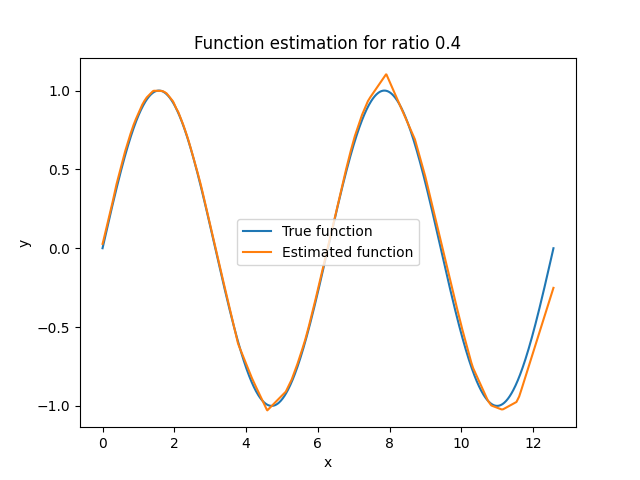 Function estimation for ratio 0.4
1.0
0.5
0.0
−0.5
−1.0
y
True function
Estimated function
0 2 4 6 8 10 12
x